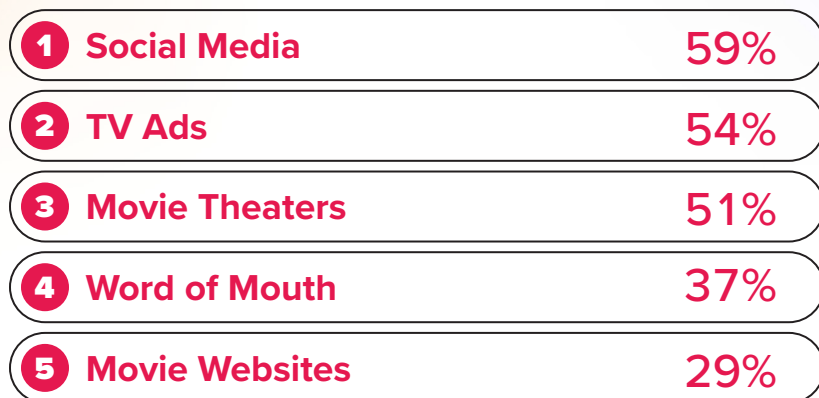 1 Social Media 59%
2 TV Ads 54%
3 Movie Theaters 51%
4 Word of Mouth 37%
5 Movie Websites 29%